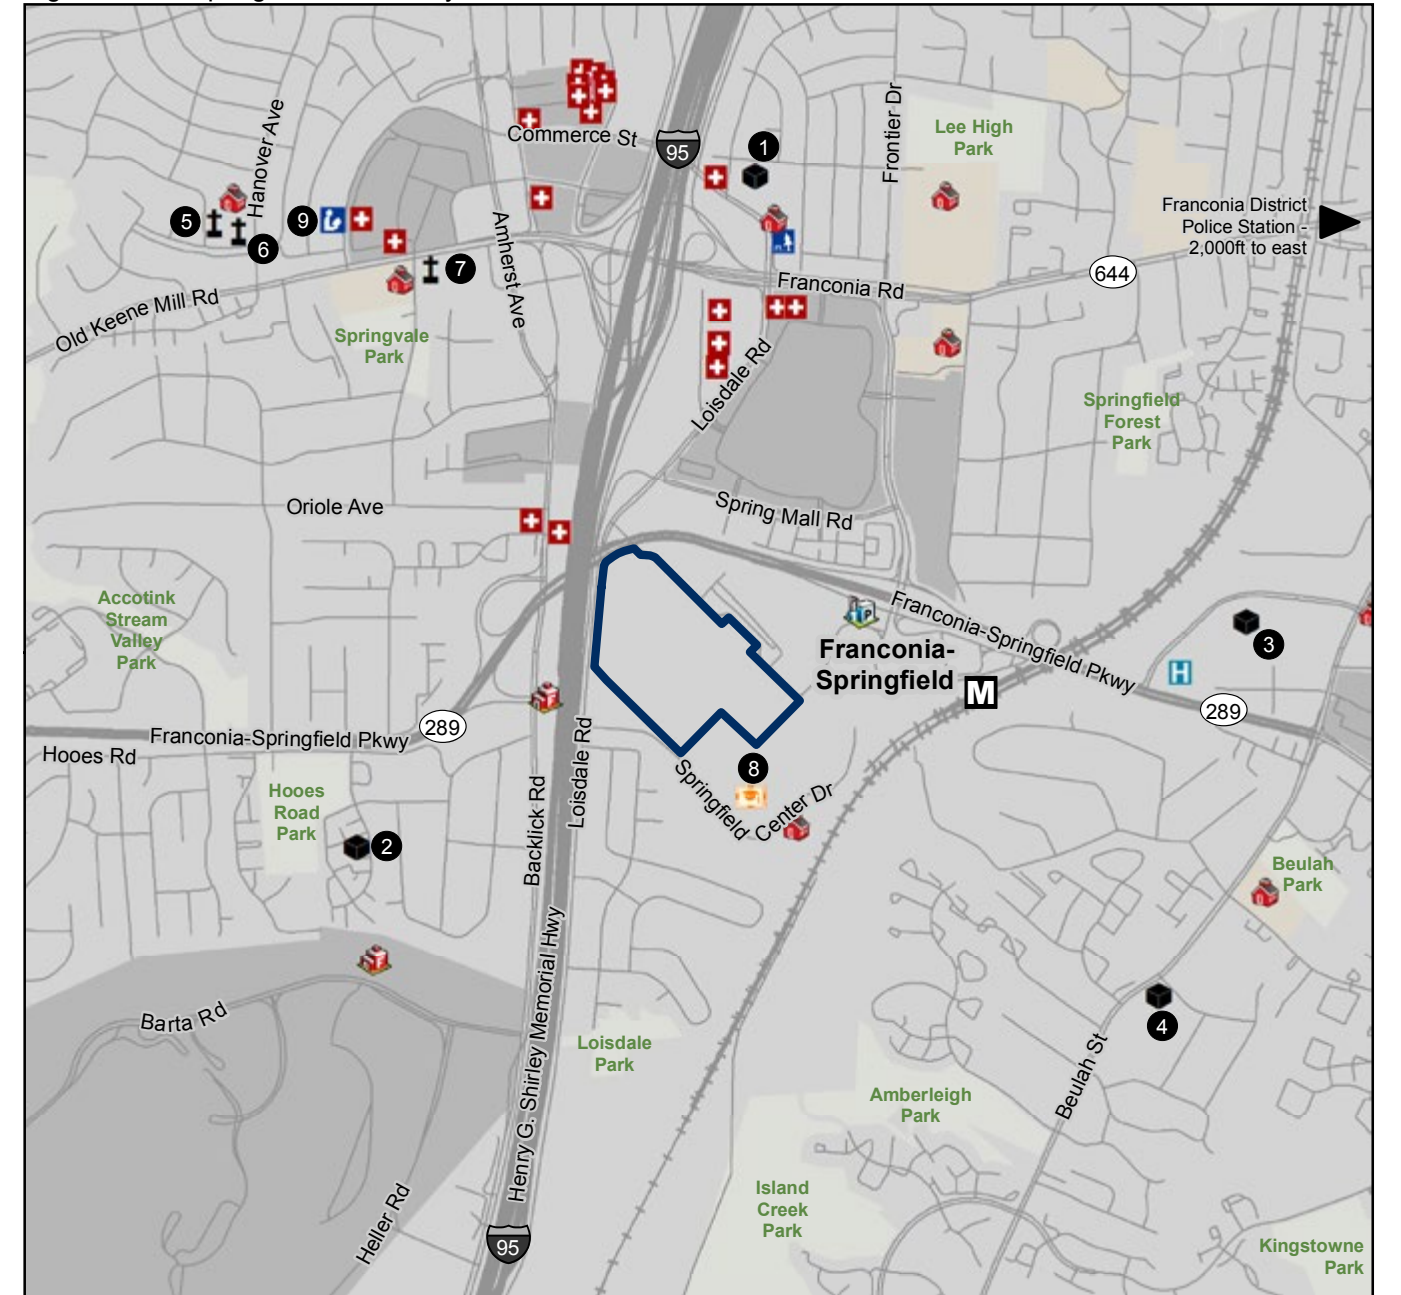 Commerce St
95
1
Frontier Dr
Lee High
Park
Hanover Ave
Franconia District
Police Station -
2,000ft to east
5
9
6
7
Amherst Ave
644
Franconia Rd
Old Keene Mill Rd
Springvale
Park
Loisdale Rd
Springfield
Forest
Park
Oriole Ave
Spring Mall Rd
Accotink
Stream
Valley
Park
Franconia-Springfield Pkwy
3
H
Franconia-
Springfield
M
P
289
289
Franconia-Springfield Pkwy
Hooes Rd
Loisdale Rd
8
Springfield
Center Dr
Hooes
Road
Park
Backlick Rd
2
Beulah
Park
Henry G. Shirley Memorial Hwy
Barta Rd
4
Loisdale
Park
Beulah St
Amberleigh
Park
Island
Creek
Park
Heller Rd
95
Kingstowne
Park